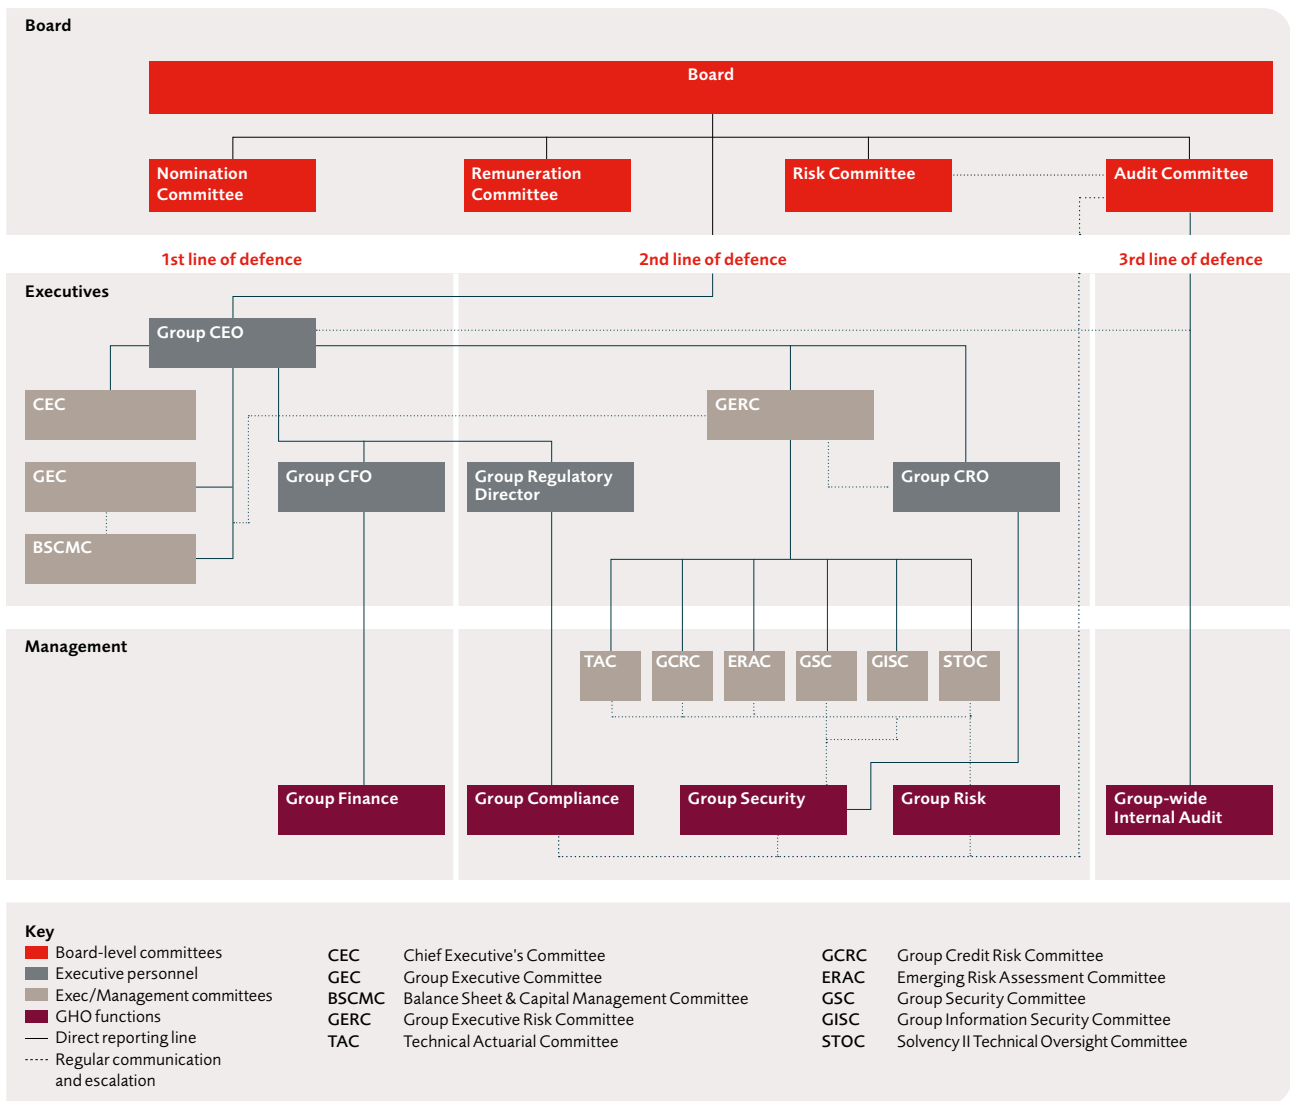 Board
Board
Nomination
Committee
Remuneration
Committee
Risk Committee
Audit Committee
1st line of defence
2nd line of defence
3rd line of defence
Executives
Group CEO
CEC
GERC
GEC
Group CFO
Group Regulatory
Director
Group CRO
BSCMC
Management
TAC
GCRC
ERAC
GSC
GISC
STOC
Group Finance
Group Compliance
Group Security
Group Risk
Group-wide
Internal Audit
Key
Board-level committees
Executive personnel
Exec/Management committees
GHO functions
Direct reporting line
Regular communication
and escalation
CEC Chief Executive's Committee
GEC Group Executive Committee
BSCMC Balance Sheet & Capital Management Committee
GERC Group Executive Risk Committee
TAC Technical Actuarial Committee
GCRC Group Credit Risk Committee
ERAC Emerging Risk Assessment Committee
GSC Group Security Committee
GISC Group Information Security Committee
STOC Solvency II Technical Oversight Committee